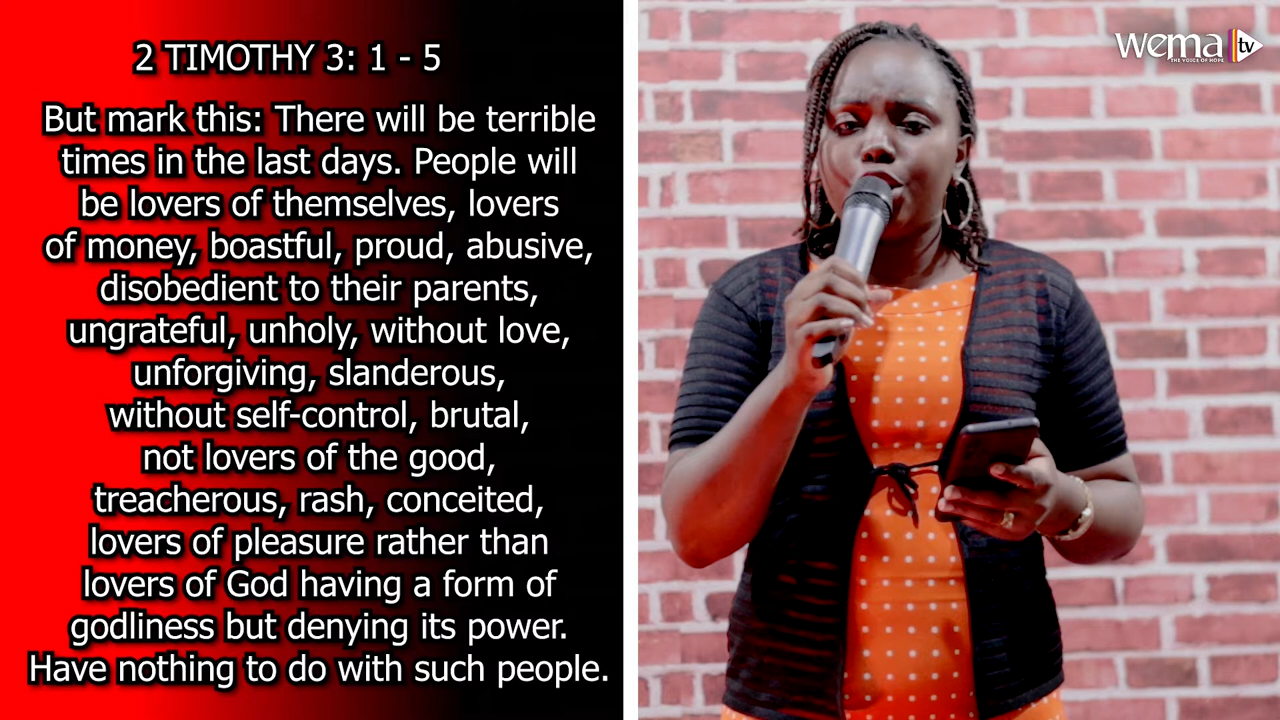 2 TIMOTHY 3: 1 - 5
But mark this: There will be terrible
times in the last days. People will
be lovers of themselves, lovers
of money, boastful, proud, abusive,
disobedient to their parents,
ungrateful, unholy, without love,
unforgiving, slanderous,
without self-control, brutal,
not lovers of the good,
treacherous, rash, conceited,
lovers of pleasure rather than
lovers of God having a form of
godliness but denying its power.
Have nothing to do with such people.
wema tv
THE VOICE OF HOPE